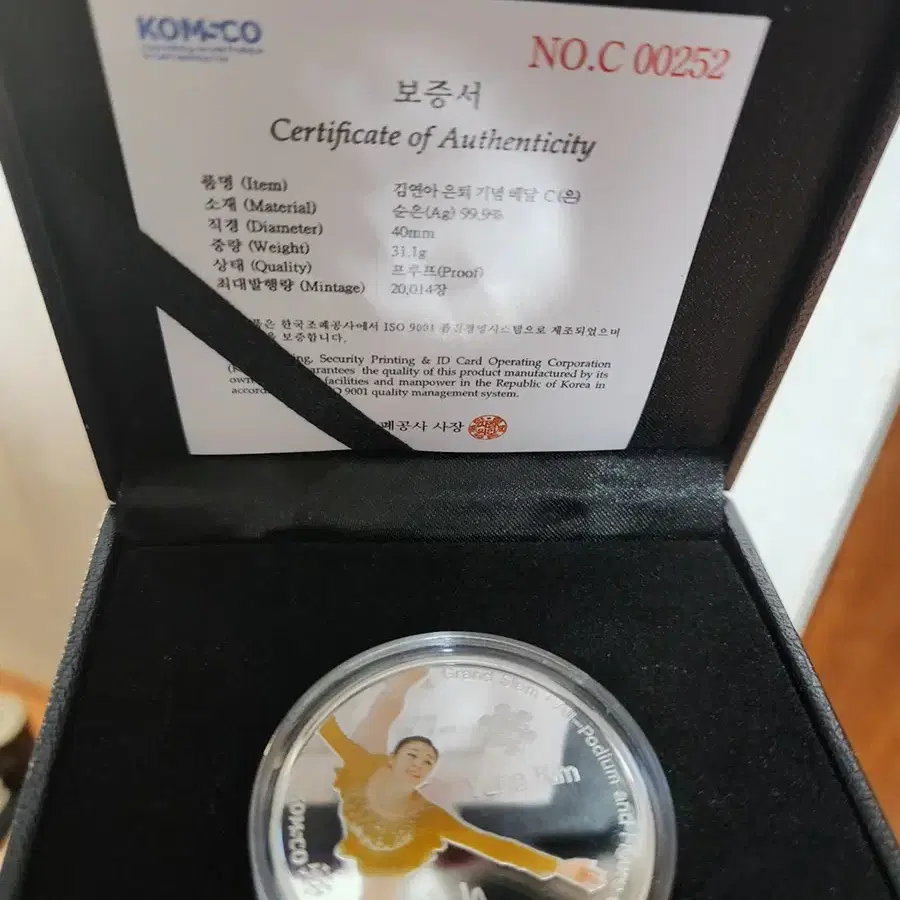 KOMSCO
NO.C 00252
보증서
Certificate of Authenticity
품명 (Item) 김연아 은퇴 기념 메달 C (은)
소재 (Material) 순은(Ag) 99.9%
직경 (Diameter) 40mm
중량 (Weight) 31.1g
상태 (Quality) 프루프(Proof)
최대발행량 (Mintage) 20,014장
은 한국조폐공사에서 ISO 9001 품질경영시스템으로 제조되었으며
보증합니다.
Security Printing & ID Card Operating Corporation
the quality of this product manufactured by its
own facilities and manpower in the Republic of Korea in
9001 quality management system.
폐공사 사장
Grand Slam All-Podium and
Kim
KOMSCO